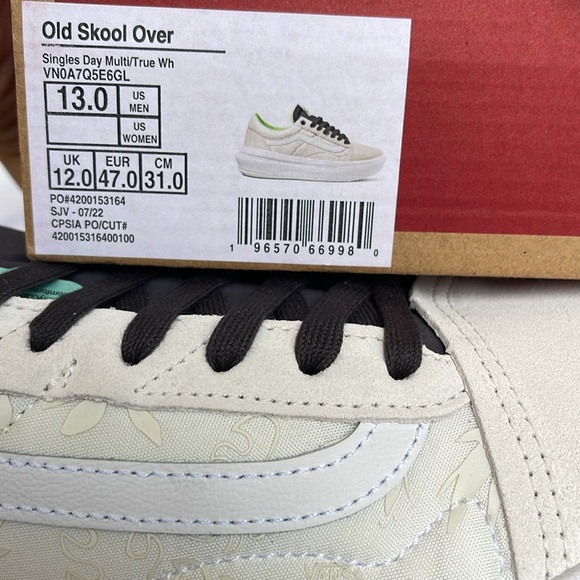 Old Skool Over
Singles Day Multi/True Wh
VN0A7Q5E6GL
13.0 US MEN
US WOMEN
UK EUR CM
12.0 47.0 31.0
PO#4200153164
SJV - 07/22
CPSIA PO/CUT#
420015316400100
1 96570 66998 0